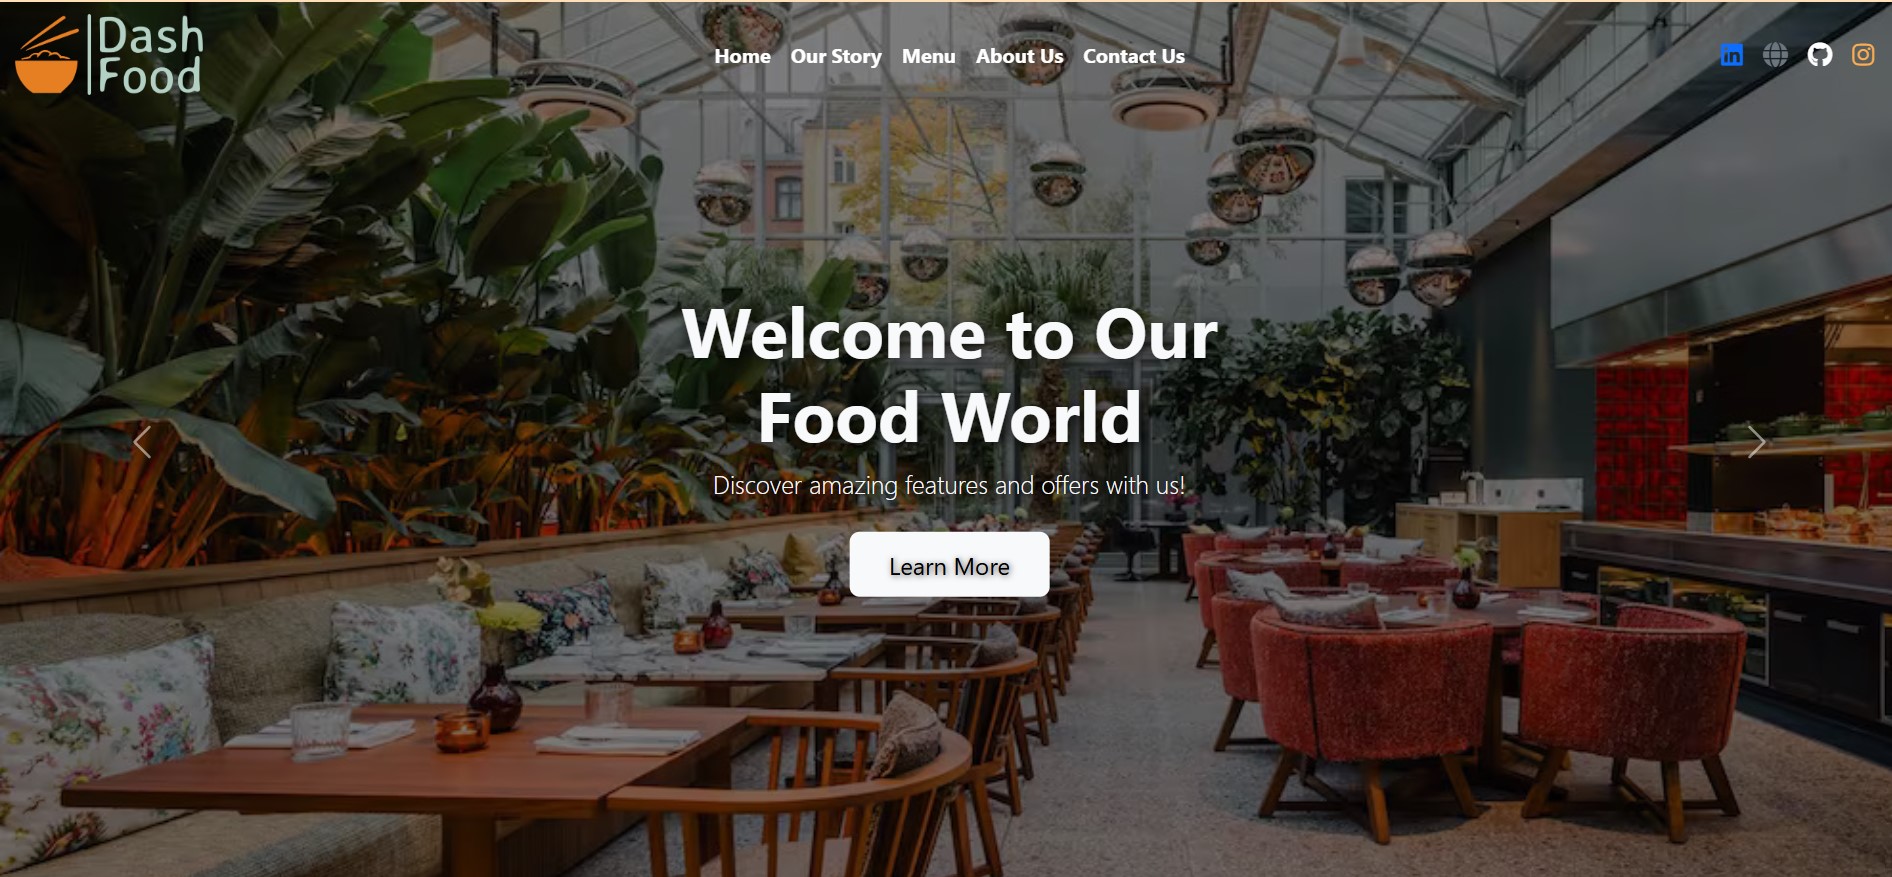 Dash
Food
Home Our Story Menu About Us Contact Us
in
Welcome to Our
Food World
Discover amazing features and offers with us!
Learn More